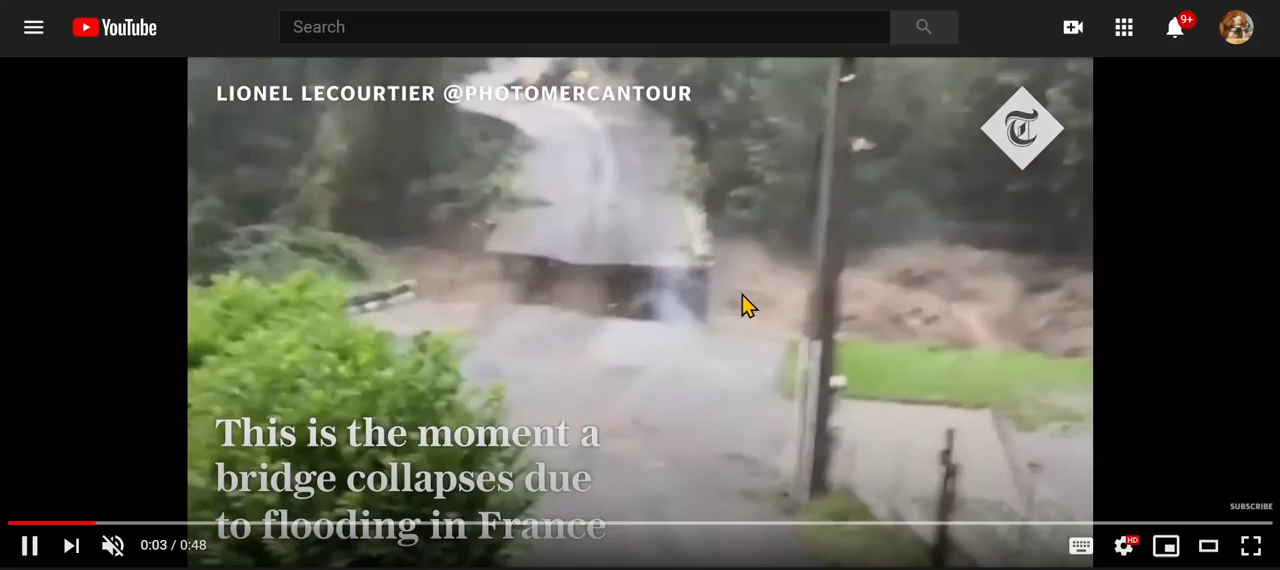 YouTube
Search
9+
LIONEL LECOURTIER @PHOTOMERCANTOUR
T
This is the moment a
bridge collapses due
to flooding in France
SUBSCRIBE
0:03 / 0:48
HD